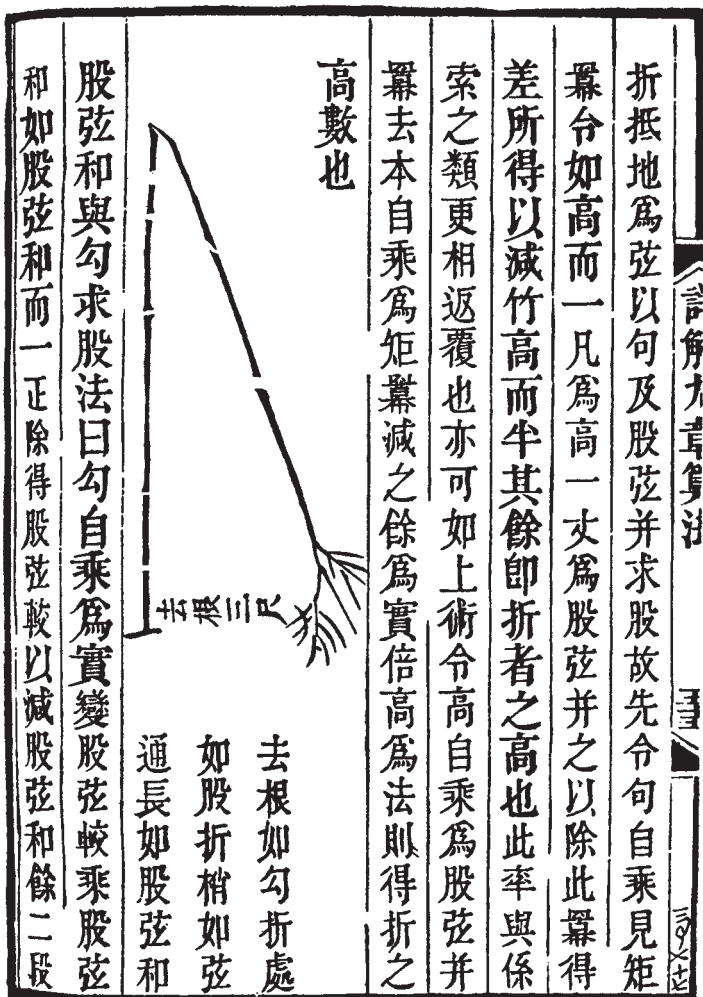 詳解九章算法
折抵地爲弦以句及股弦并求股故先令句自乘見矩
羃台如高而一凡爲高一丈爲股弦并之以除此羃得
差所得以減竹高而半其餘卽折者之高也此率與係
索之類更相返覆也亦可如上術令高自乘爲股弦并
羃去本自乘爲矩羃減之餘爲實倍高爲法則得折之
高數也
去根三尺
去根如勾折處
如股折梢如弦
通長如股弦和
股弦和與勾求股法曰勾自乘爲實變股弦較乘股弦
和如股弦和而一正除得股弦較以減股弦和餘二段